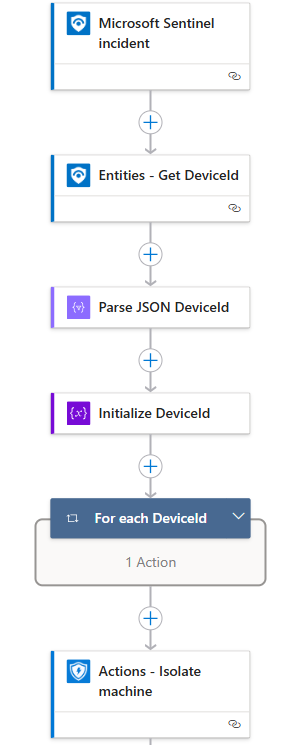 Microsoft Sentinel
incident
Entities - Get DeviceId
Parse JSON DeviceId
{x} Initialize DeviceId
For each DeviceId
1 Action
Actions - Isolate
machine